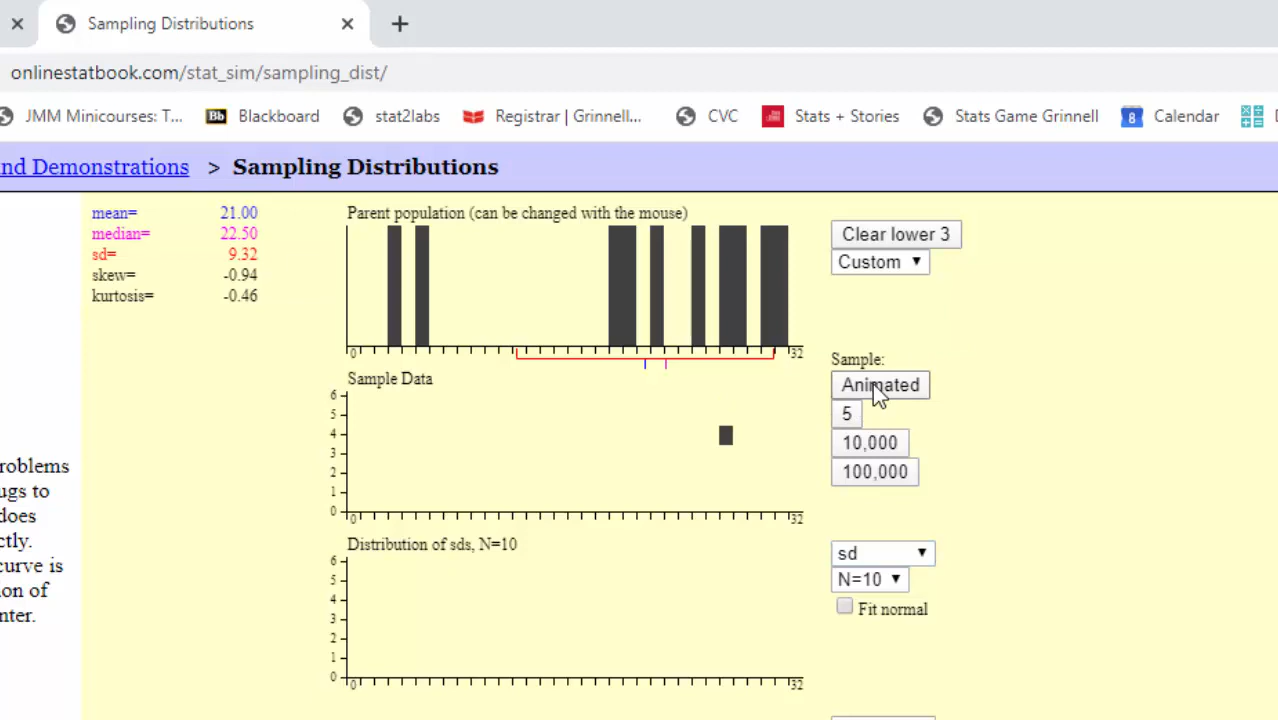 Sampling Distributions
onlinestatbook.com/stat_sim/sampling_dist/
JMM Minicourses: T... Blackboard stat2labs Registrar | Grinnell... CVC Stats + Stories Stats Game Grinnell 8 Calendar
nd Demonstrations > Sampling Distributions
mean= 21.00
median= 22.50
sd= 9.32
skew= -0.94
kurtosis= -0.46
Parent population (can be changed with the mouse)
0 32
Clear lower 3
Custom
Sample:
Animated
5
10,000
100,000
Sample Data
6
5
4
3
2
1
0
0 32
Distribution of sds, N=10
6
5
4
3
2
1
0
0 32
sd
N=10
Fit normal
roblems
ugs to
does
ctly.
curve is
on of
nter.